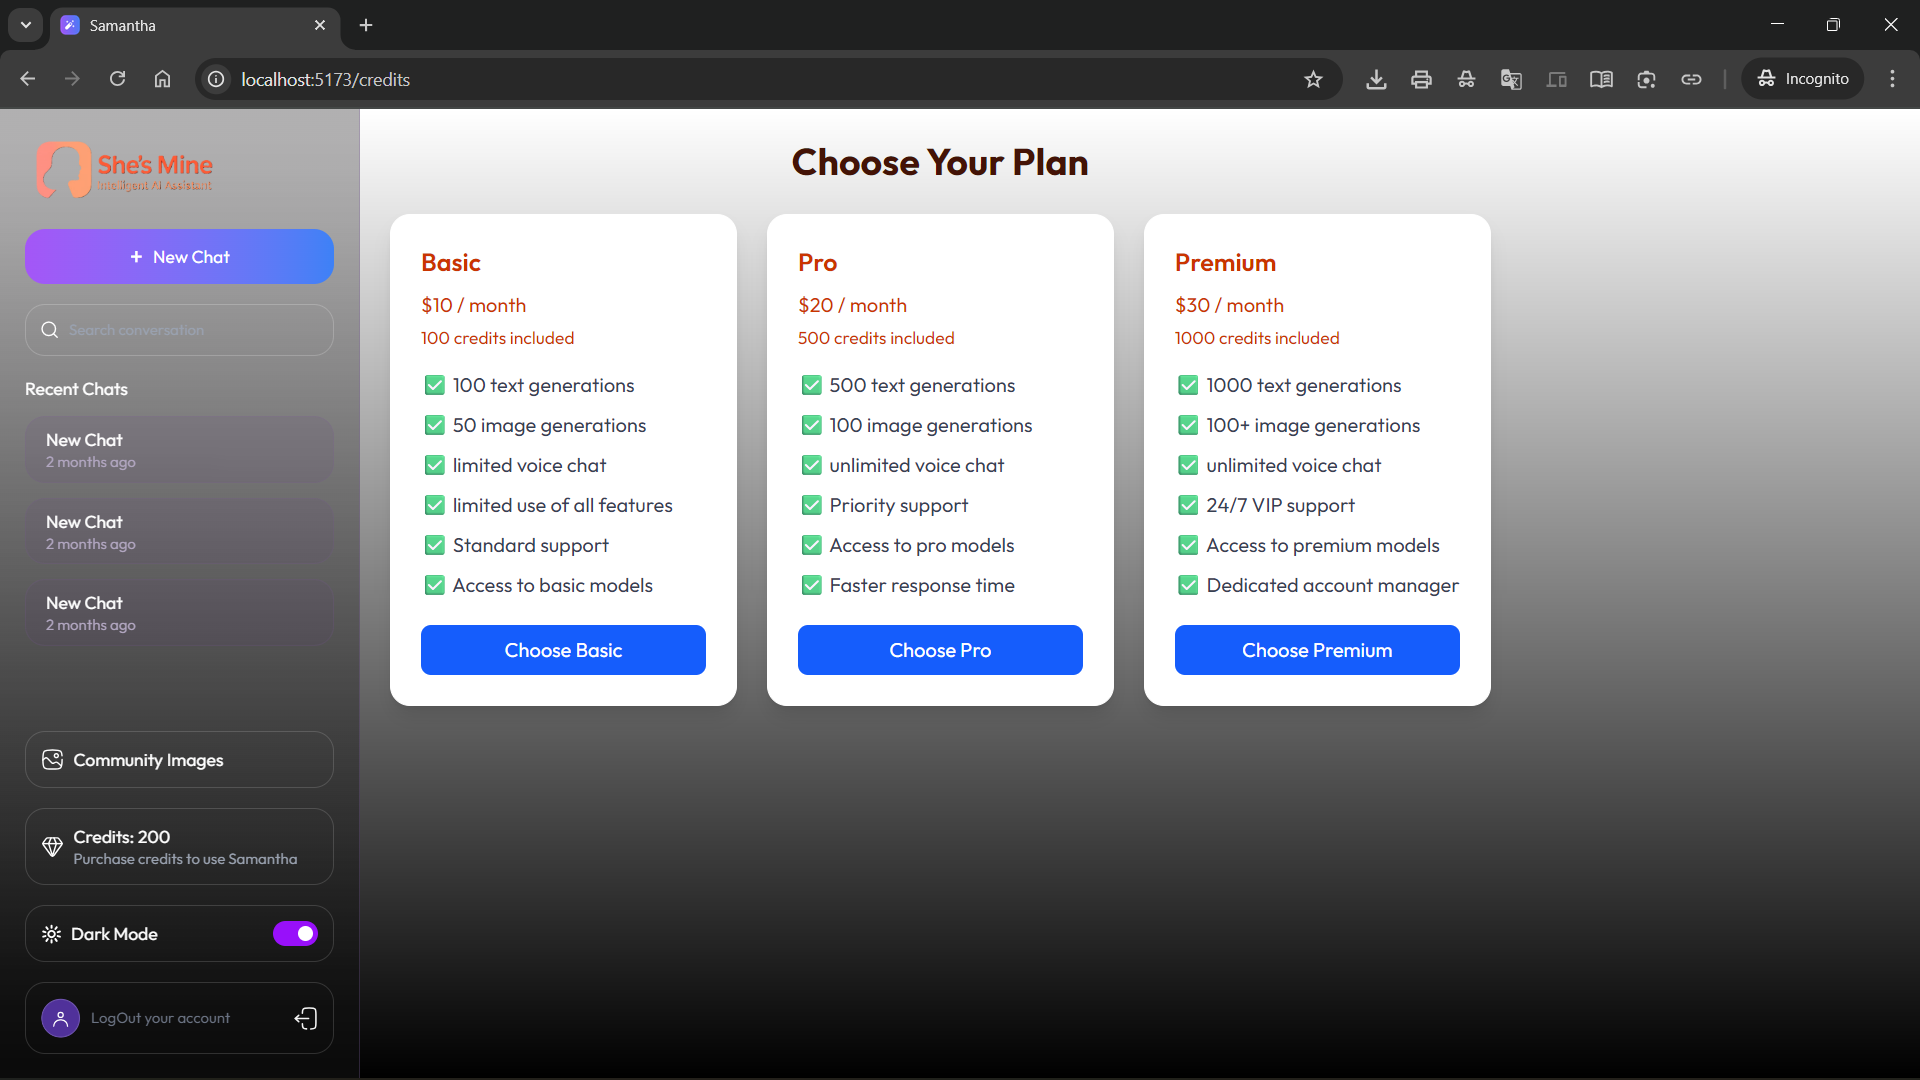 Samantha
localhost:5173/credits
Incognito
She's Mine
Intelligent AI Assistant
+ New Chat
Search conversation
Recent Chats
New Chat
2 months ago
New Chat
2 months ago
New Chat
2 months ago
Community Images
Credits: 200
Purchase credits to use Samantha
Dark Mode
LogOut your account
Choose Your Plan
Basic
$10 / month
100 credits included
✅ 100 text generations
✅ 50 image generations
✅ limited voice chat
✅ limited use of all features
✅ Standard support
✅ Access to basic models
Choose Basic
Pro
$20 / month
500 credits included
✅ 500 text generations
✅ 100 image generations
✅ unlimited voice chat
✅ Priority support
✅ Access to pro models
✅ Faster response time
Choose Pro
Premium
$30 / month
1000 credits included
✅ 1000 text generations
✅ 100+ image generations
✅ unlimited voice chat
✅ 24/7 VIP support
✅ Access to premium models
✅ Dedicated account manager
Choose Premium